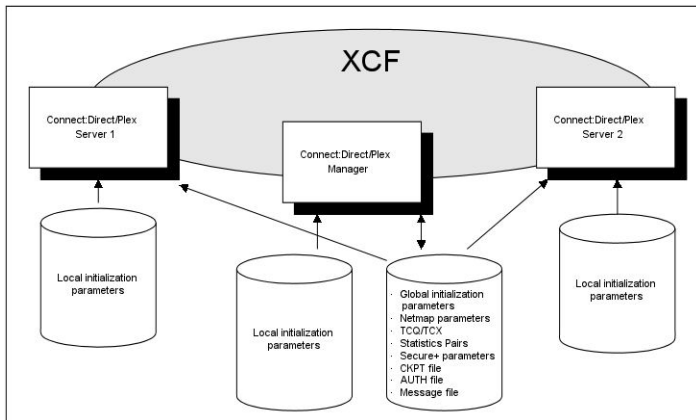 XCF
Connect:Direct/Plex
Server 1
Connect:Direct/Plex
Manager
Connect:Direct/Plex
Server 2
Local initialization
parameters
Local initialization
parameters
· Global initialization
parameters
· Netmap parameters
· TCQ/TCX
· Statistics Pairs
· Secure+ parameters
· CKPT file
· AUTH file
· Message file
Local initialization
parameters